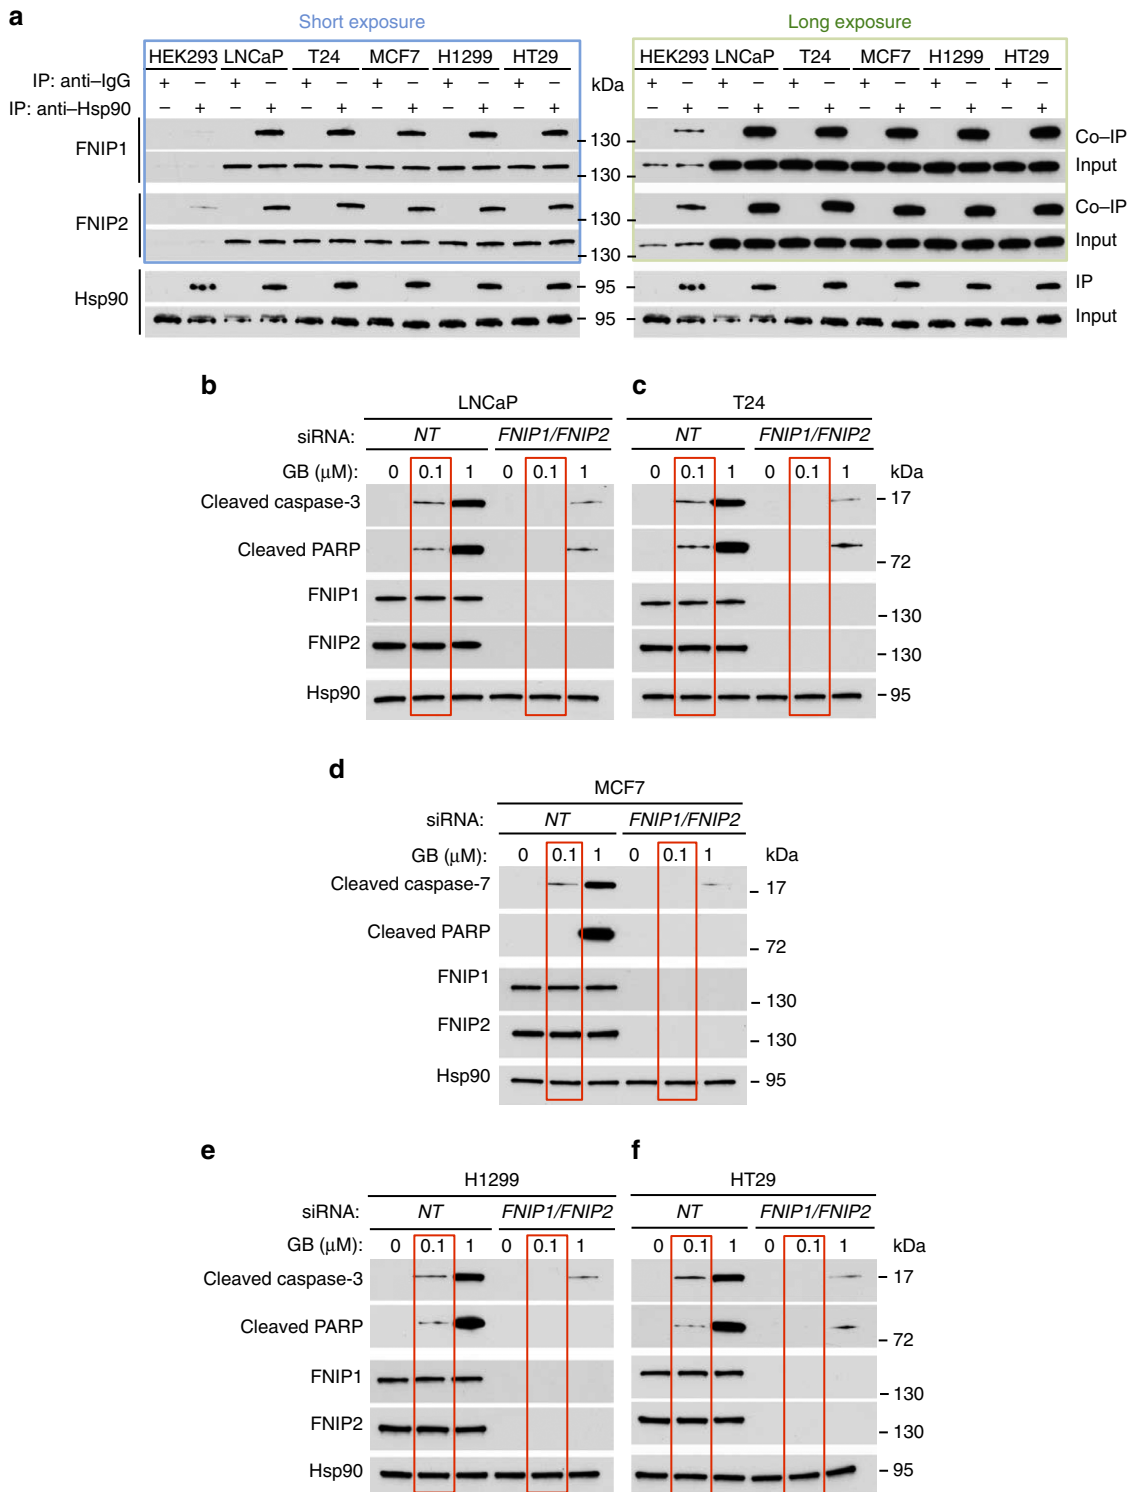 a
Short exposure
Long exposure
HEK293 LNCaP T24 MCF7 H1299 HT29
HEK293 LNCaP T24 MCF7 H1299 HT29
IP: anti–IgG + – + – + – + – + – + – kDa + – + – + – + – + – + –
IP: anti–Hsp90 – + – + – + – + – + – + – + – + – + – + – + – +
FNIP1
130
Co–IP
130
Input
FNIP2
130
Co–IP
130
Input
Hsp90
95
IP
95
Input
b
LNCaP
siRNA: NT FNIP1/FNIP2
GB (μM): 0 0.1 1 0 0.1 1
Cleaved caspase-3
Cleaved PARP
FNIP1
FNIP2
Hsp90
c
T24
NT FNIP1/FNIP2
0 0.1 1 0 0.1 1 kDa
17
72
130
130
95
d
MCF7
siRNA: NT FNIP1/FNIP2
GB (μM): 0 0.1 1 0 0.1 1 kDa
Cleaved caspase-7
17
Cleaved PARP
72
FNIP1
130
FNIP2
130
Hsp90
95
e
H1299
siRNA: NT FNIP1/FNIP2
GB (μM): 0 0.1 1 0 0.1 1
Cleaved caspase-3
Cleaved PARP
FNIP1
FNIP2
Hsp90
f
HT29
NT FNIP1/FNIP2
0 0.1 1 0 0.1 1 kDa
17
72
130
130
95